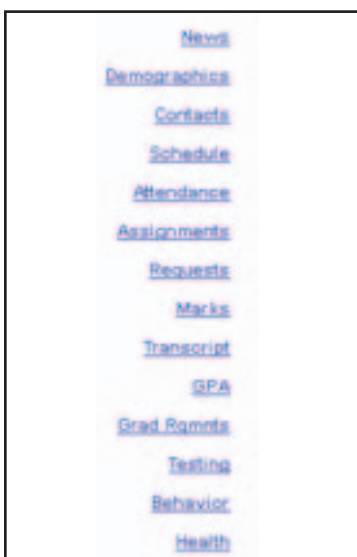 News
Demographics
Contacts
Schedule
Attendance
Assignments
Requests
Marks
Transcript
GPA
Grad Rqmnts
Testing
Behavior
Health